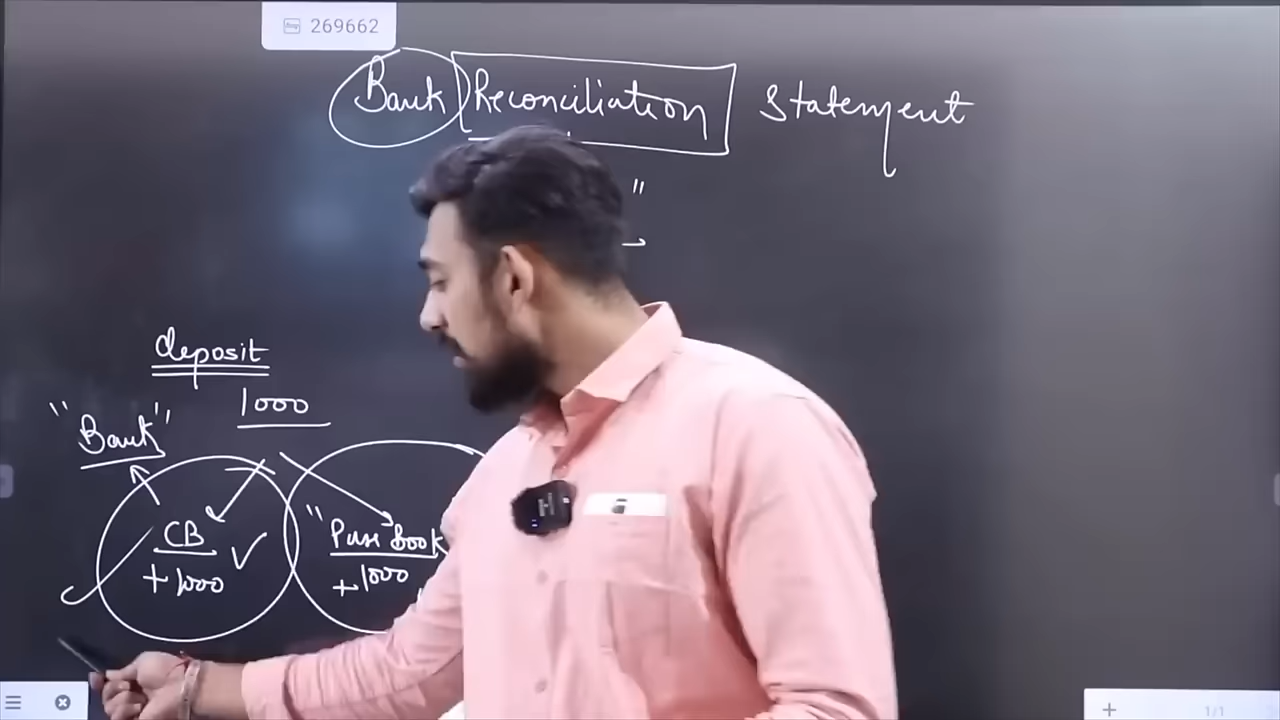 269662
Bank Reconciliation Statement
"
deposit
1000
"Bank"
CB
+1000
"Pass Book
+1000
1/1